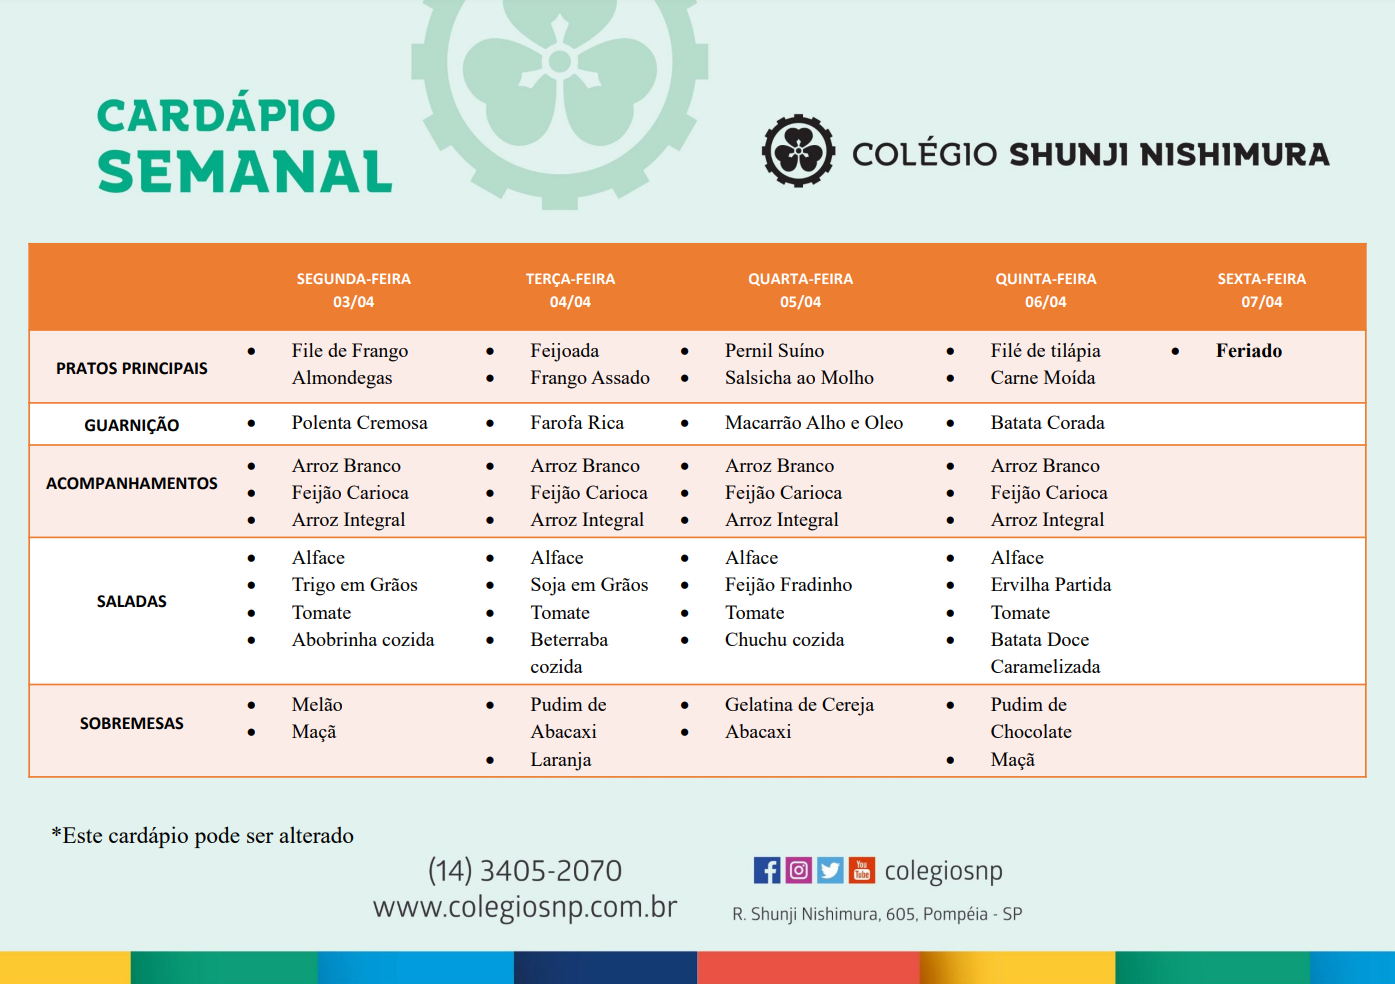 CARDÁPIO
SEMANAL
COLÉGIO SHUNJI NISHIMURA
SEGUNDA-FEIRA
03/04
TERÇA-FEIRA
04/04
QUARTA-FEIRA
05/04
QUINTA-FEIRA
06/04
SEXTA-FEIRA
07/04
PRATOS PRINCIPAIS
• File de Frango
Almondegas
• Feijoada
• Frango Assado
• Pernil Suíno
• Salsicha ao Molho
• Filé de tilápia
• Carne Moída
• Feriado
GUARNIÇÃO
• Polenta Cremosa
• Farofa Rica
• Macarrão Alho e Oleo
• Batata Corada
ACOMPANHAMENTOS
• Arroz Branco
• Feijão Carioca
• Arroz Integral
• Arroz Branco
• Feijão Carioca
• Arroz Integral
• Arroz Branco
• Feijão Carioca
• Arroz Integral
• Arroz Branco
• Feijão Carioca
• Arroz Integral
SALADAS
• Alface
• Trigo em Grãos
• Tomate
• Abobrinha cozida
• Alface
• Soja em Grãos
• Tomate
• Beterraba
cozida
• Alface
• Feijão Fradinho
• Tomate
• Chuchu cozida
• Alface
• Ervilha Partida
• Tomate
• Batata Doce
Caramelizada
SOBREMESAS
• Melão
• Maçã
• Pudim de
Abacaxi
• Laranja
• Gelatina de Cereja
• Abacaxi
• Pudim de
Chocolate
• Maçã
*Este cardápio pode ser alterado
(14) 3405-2070
www.colegiosnp.com.br
You
Tube
colegiosnp
R. Shunji Nishimura, 605, Pompéia - SP